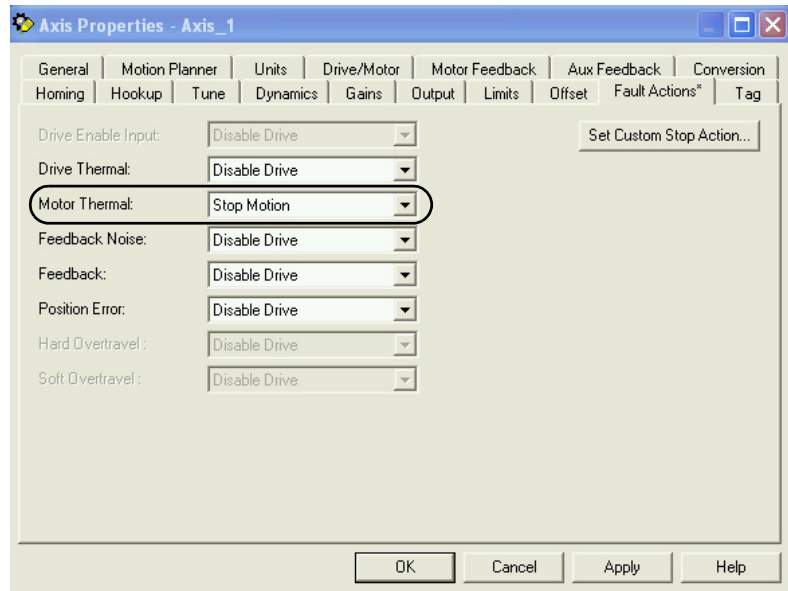 Axis Properties - Axis_1
General Motion Planner Units Drive/Motor Motor Feedback Aux Feedback Conversion
Homing Hookup Tune Dynamics Gains Output Limits Offset Fault Actions* Tag
Drive Enable Input: Disable Drive Set Custom Stop Action...
Drive Thermal: Disable Drive
Motor Thermal: Stop Motion
Feedback Noise: Disable Drive
Feedback: Disable Drive
Position Error: Disable Drive
Hard Overtravel : Disable Drive
Soft Overtravel : Disable Drive
OK Cancel Apply Help